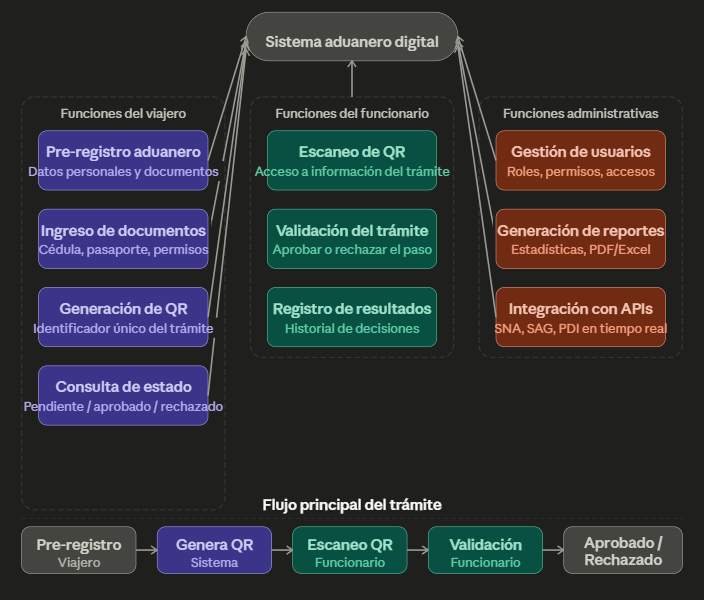 Sistema aduanero digital
Funciones del viajero
Pre-registro aduanero
Datos personales y documentos
Ingreso de documentos
Cédula, pasaporte, permisos
Generación de QR
Identificador único del trámite
Consulta de estado
Pendiente / aprobado / rechazado
Funciones del funcionario
Escaneo de QR
Acceso a información del trámite
Validación del trámite
Aprobar o rechazar el paso
Registro de resultados
Historial de decisiones
Funciones administrativas
Gestión de usuarios
Roles, permisos, accesos
Generación de reportes
Estadísticas, PDF/Excel
Integración con APIs
SNA, SAG, PDI en tiempo real
Flujo principal del trámite
Pre-registro
Viajero
Genera QR
Sistema
Escaneo QR
Funcionario
Validación
Funcionario
Aprobado /
Rechazado